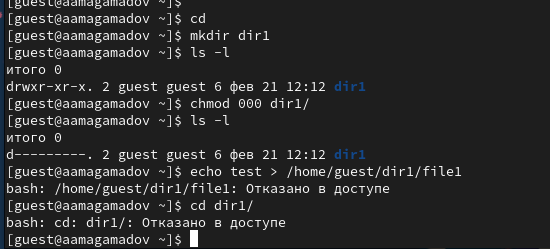 [guest@aamagamadov ~]$
[guest@aamagamadov ~]$ cd
[guest@aamagamadov ~]$ mkdir dir1
[guest@aamagamadov ~]$ ls -l
итого 0
drwxr-xr-x. 2 guest guest 6 фев 21 12:12 dir1
[guest@aamagamadov ~]$ chmod 000 dir1/
[guest@aamagamadov ~]$ ls -l
итого 0
d---------. 2 guest guest 6 фев 21 12:12 dir1
[guest@aamagamadov ~]$ echo test > /home/guest/dir1/file1
bash: /home/guest/dir1/file1: Отказано в доступе
[guest@aamagamadov ~]$ cd dir1/
bash: cd: dir1/: Отказано в доступе
[guest@aamagamadov ~]$